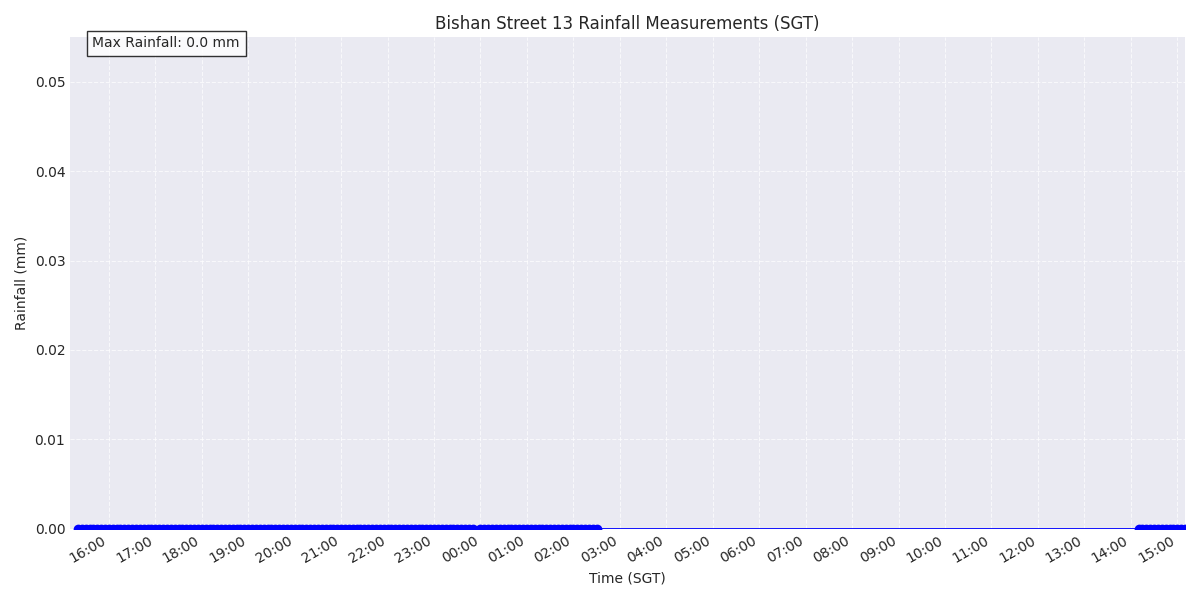 Bishan Street 13 Rainfall Measurements (SGT)
Max Rainfall: 0.0 mm
0.05
0.04
0.03
0.02
0.01
0.00
Rainfall (mm)
16:00 17:00 18:00 19:00 20:00 21:00 22:00 23:00 00:00 01:00 02:00 03:00 04:00 05:00 06:00 07:00 08:00 09:00 10:00 11:00 12:00 13:00 14:00 15:00
Time (SGT)